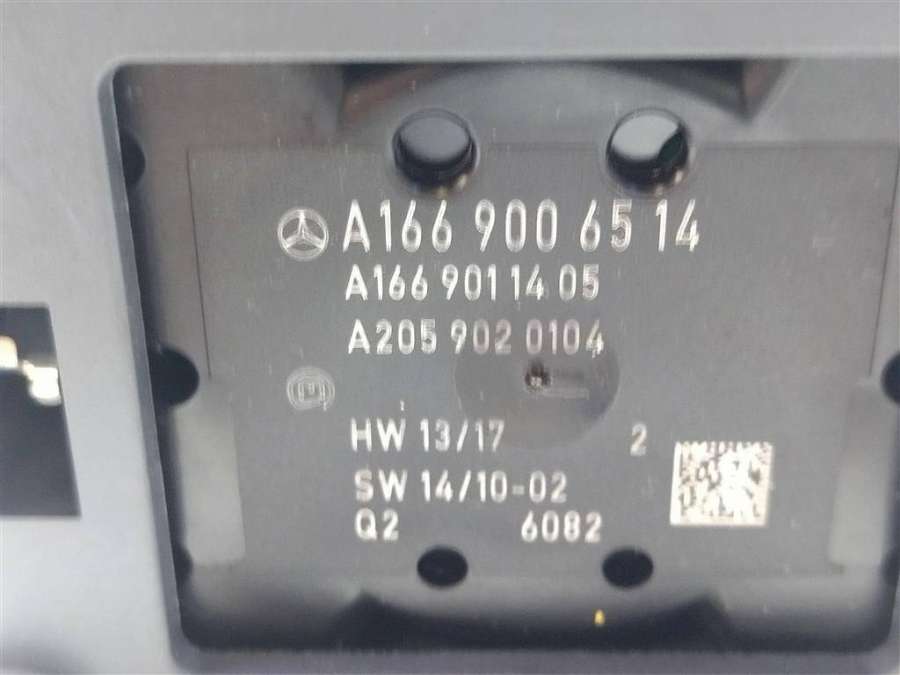 A166 900 65 14
A166 901 14 05
A205 902 0104
HW 13/17 2
SW 14/10-02
Q2 6082